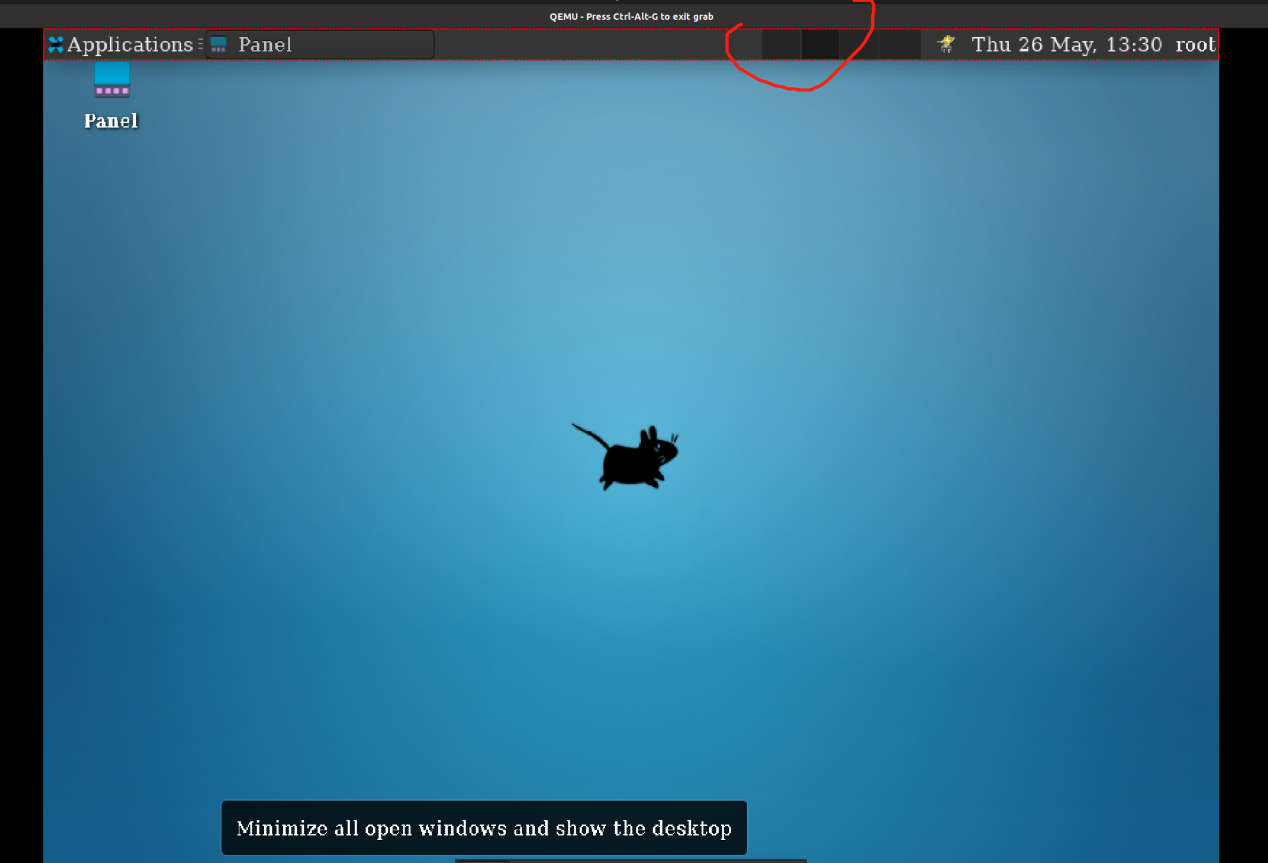 QEMU - Press Ctrl-Alt-G to exit grab
Applications Panel Thu 26 May, 13:30 root
Panel
Minimize all open windows and show the desktop